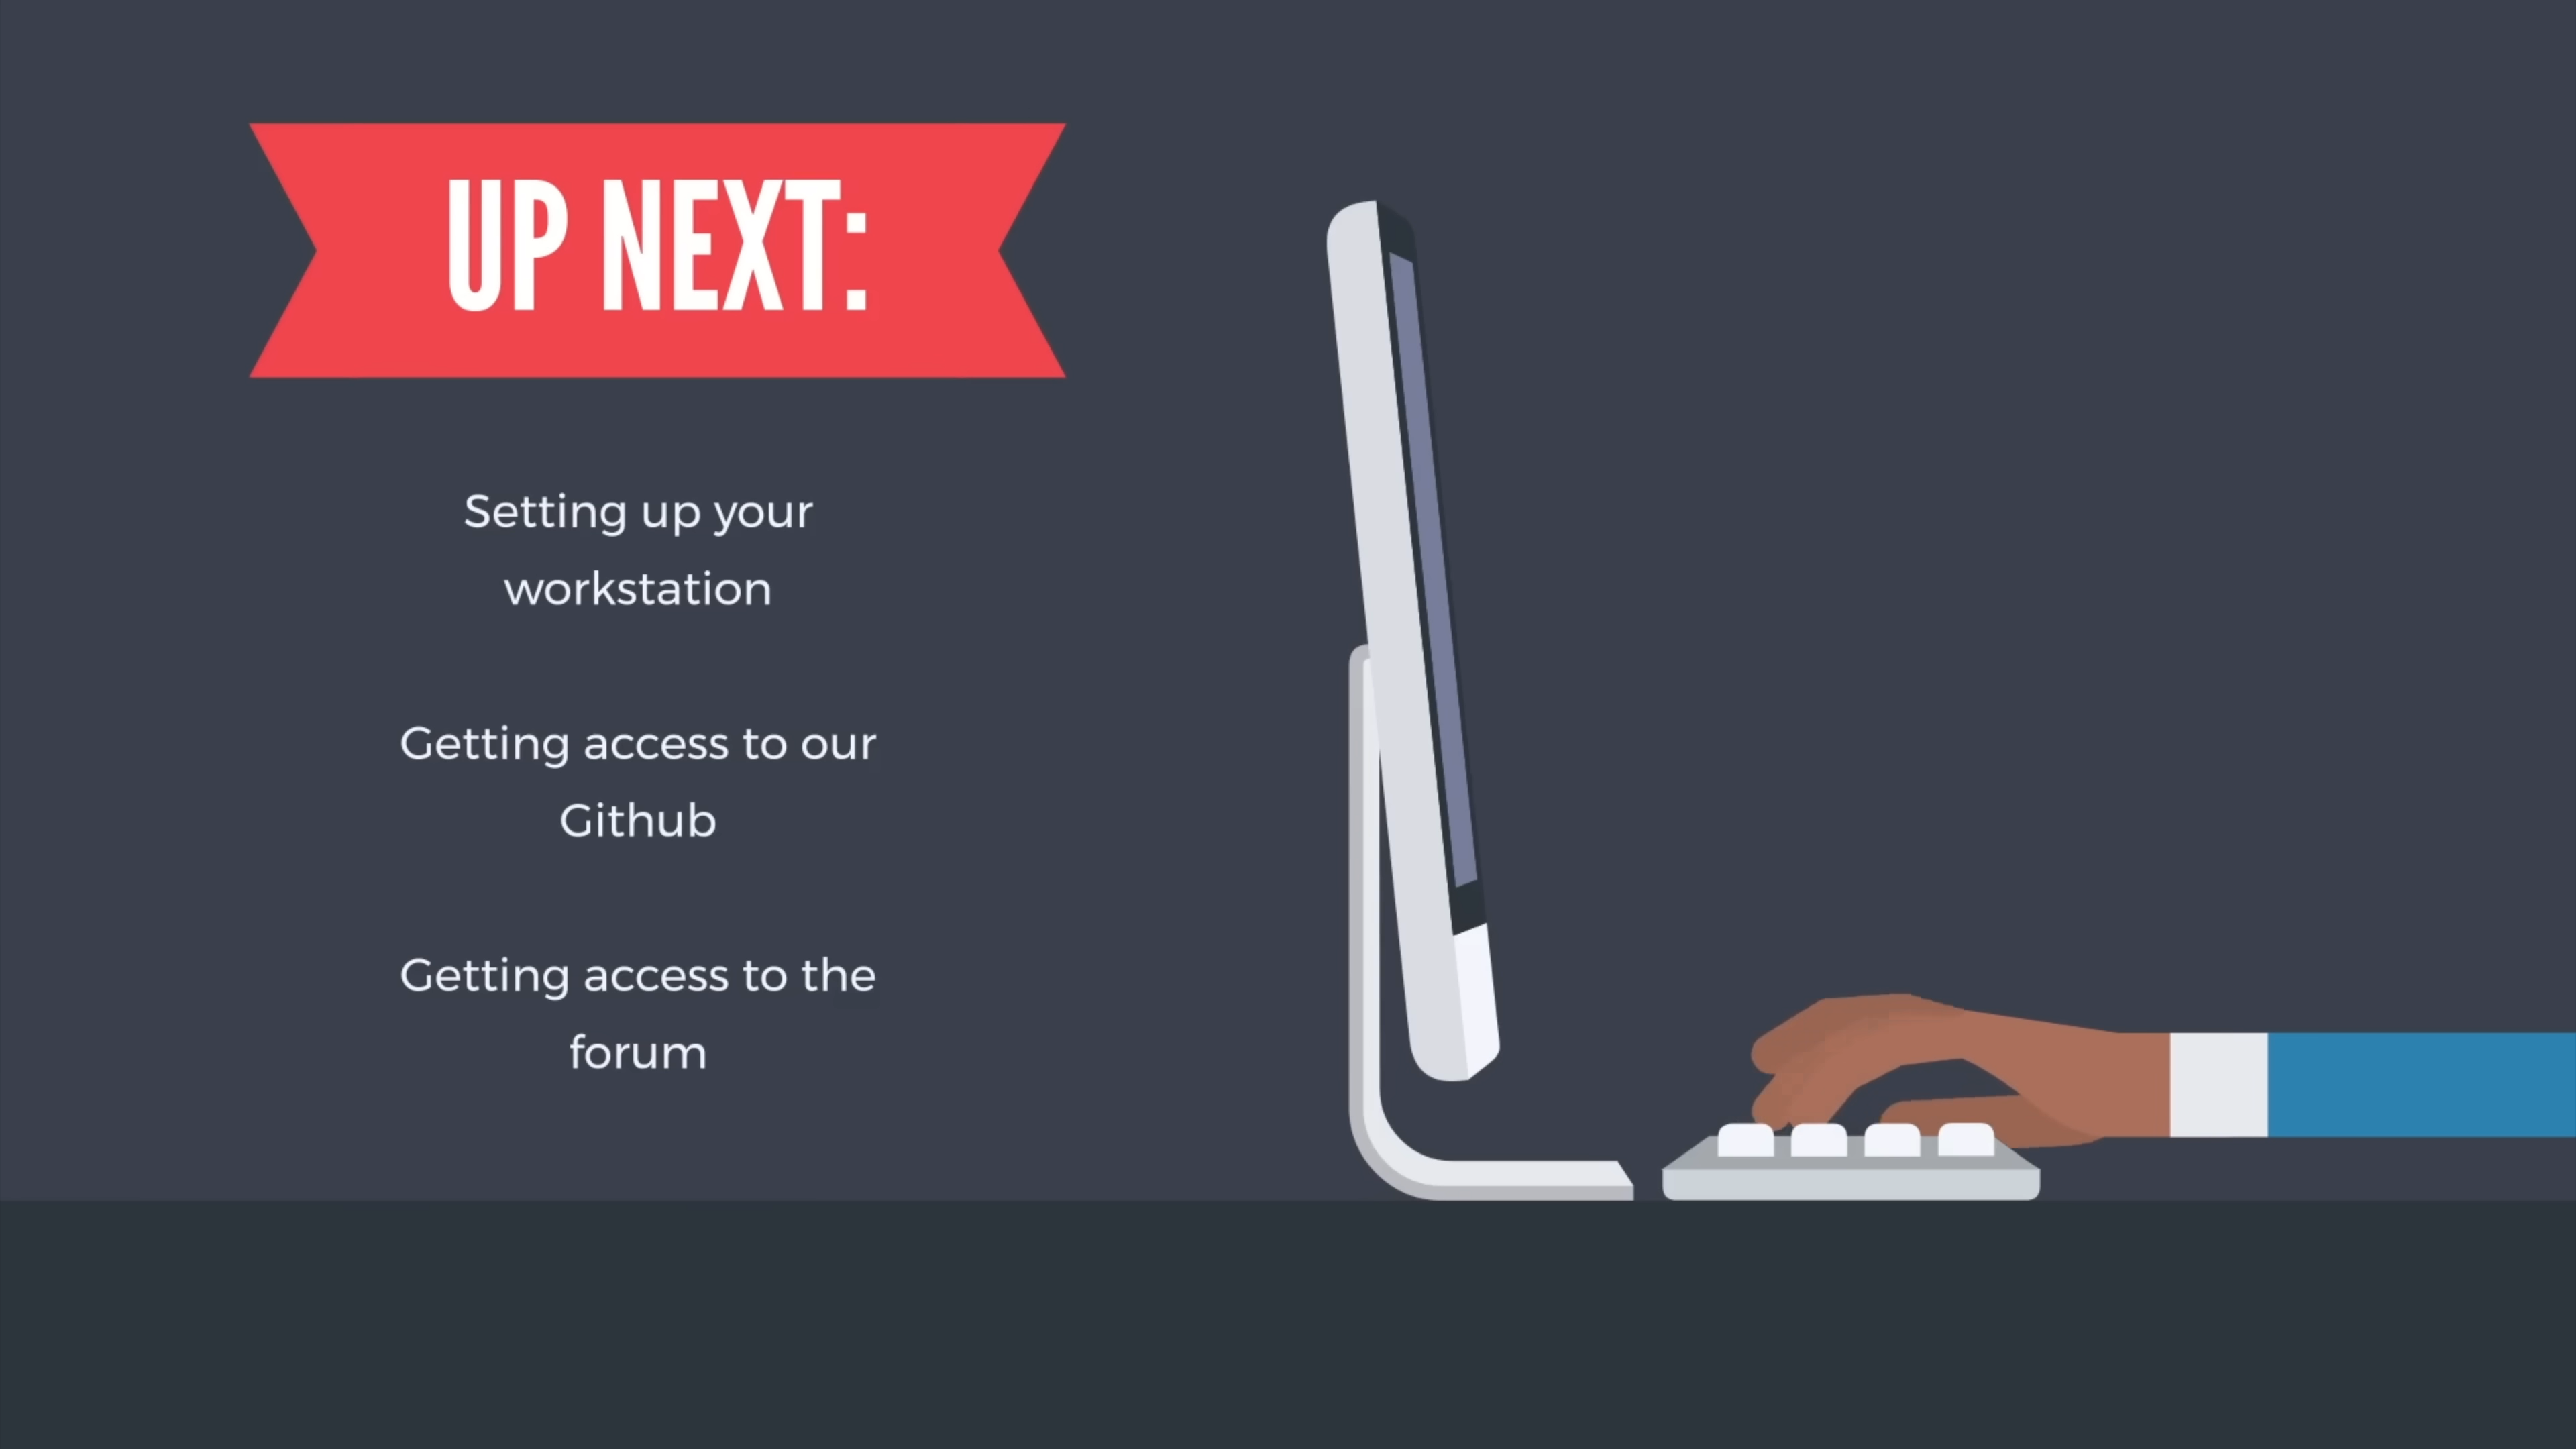 UP NEXT:
Setting up your
workstation
Getting access to our
Github
Getting access to the
forum